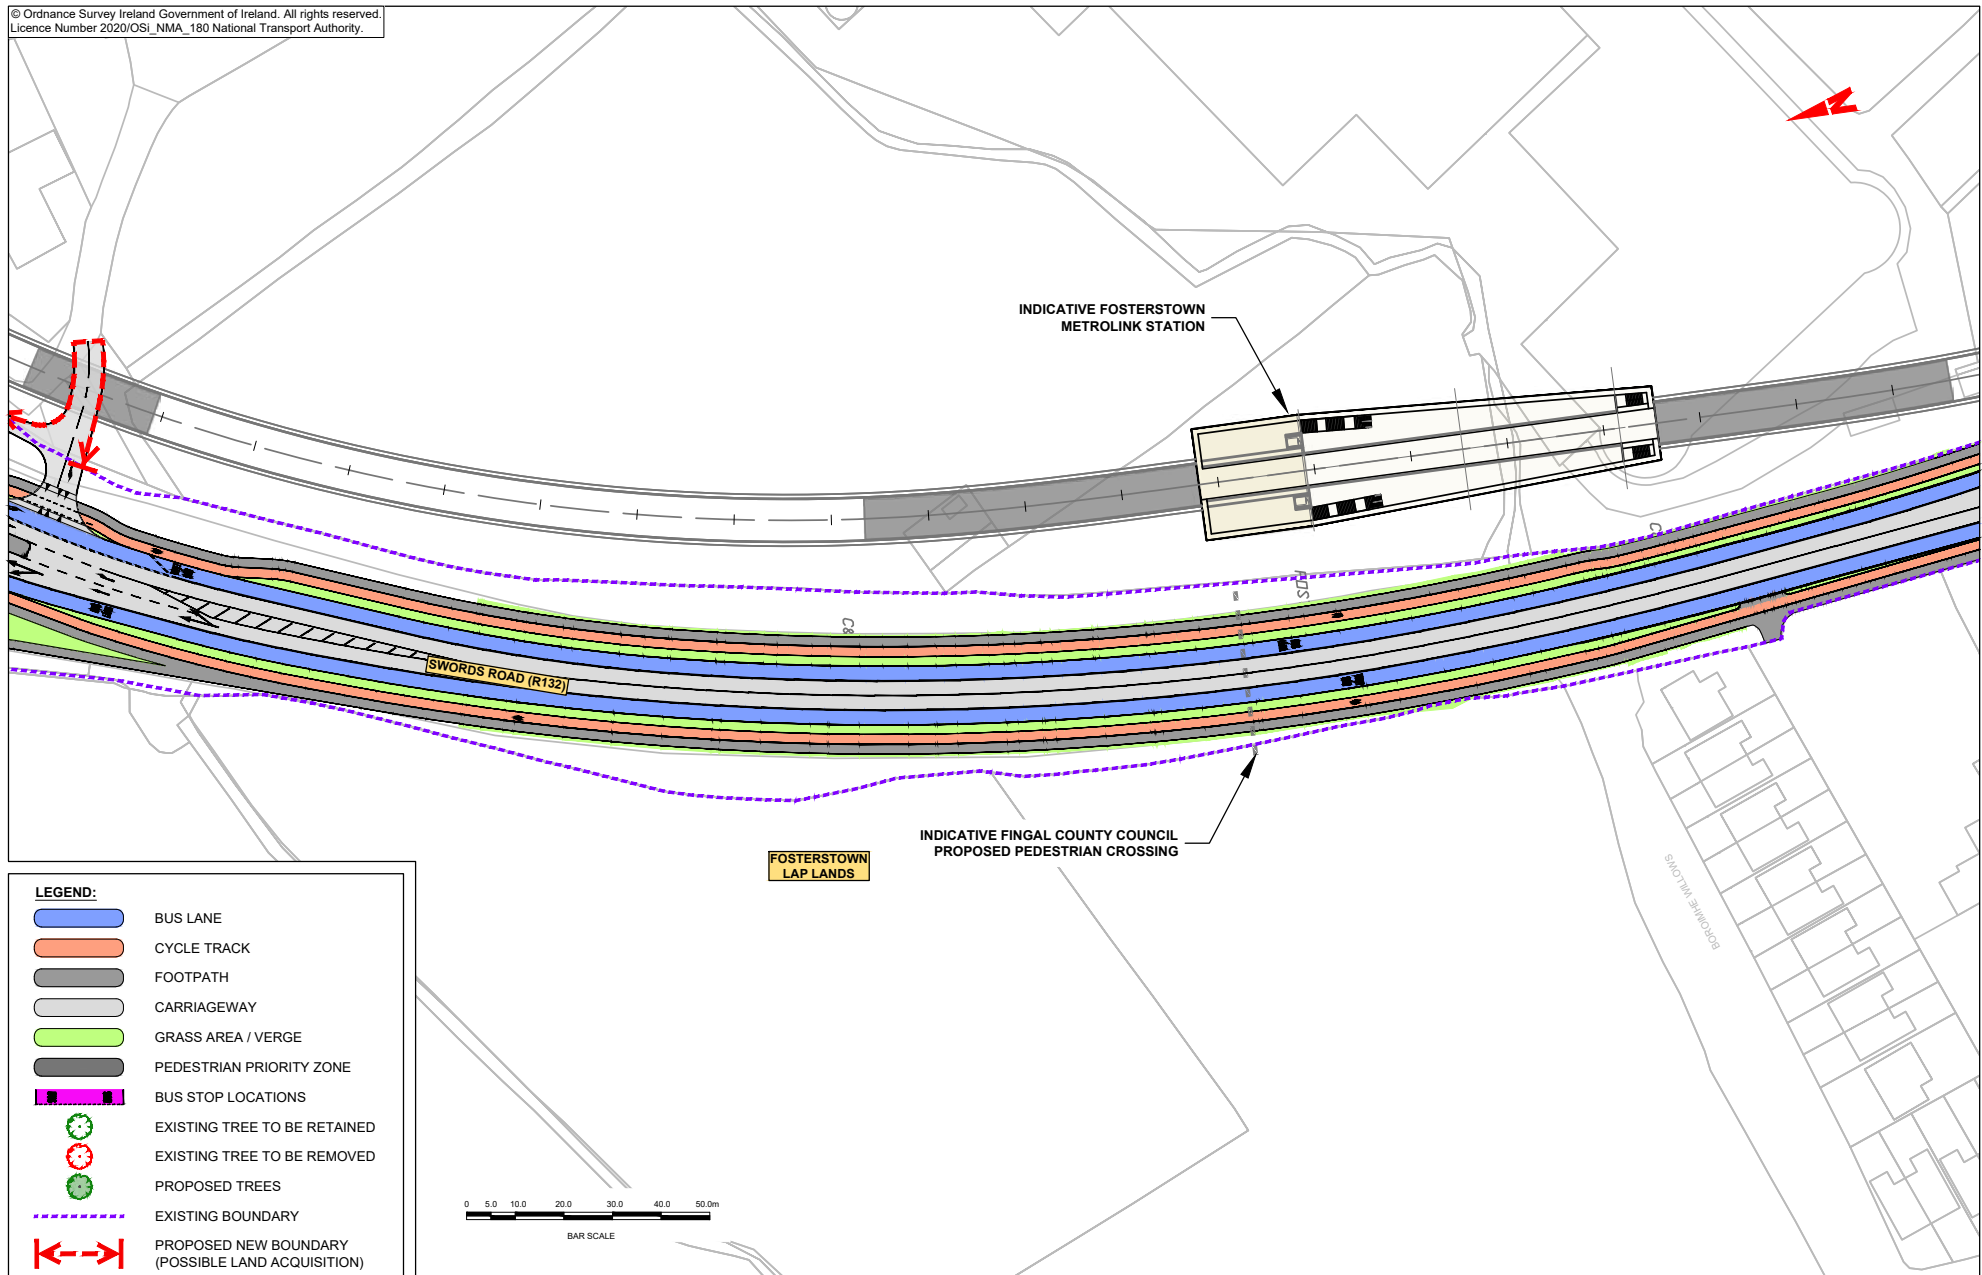 © Ordnance Survey Ireland Government of Ireland. All rights reserved.
Licence Number 2020/OSi_NMA_180 National Transport Authority.
N
INDICATIVE FOSTERSTOWN
METROLINK STATION
FDS
C8
SWORDS ROAD (R132)
INDICATIVE FINGAL COUNTY COUNCIL
PROPOSED PEDESTRIAN CROSSING
FOSTERSTOWN
LAP LANDS
BOROIMHE WILLOWS
LEGEND:
BUS LANE
CYCLE TRACK
FOOTPATH
CARRIAGEWAY
GRASS AREA / VERGE
PEDESTRIAN PRIORITY ZONE
BUS STOP LOCATIONS
EXISTING TREE TO BE RETAINED
EXISTING TREE TO BE REMOVED
PROPOSED TREES
EXISTING BOUNDARY
PROPOSED NEW BOUNDARY
(POSSIBLE LAND ACQUISITION)
0 5.0 10.0 20.0 30.0 40.0 50.0m
BAR SCALE